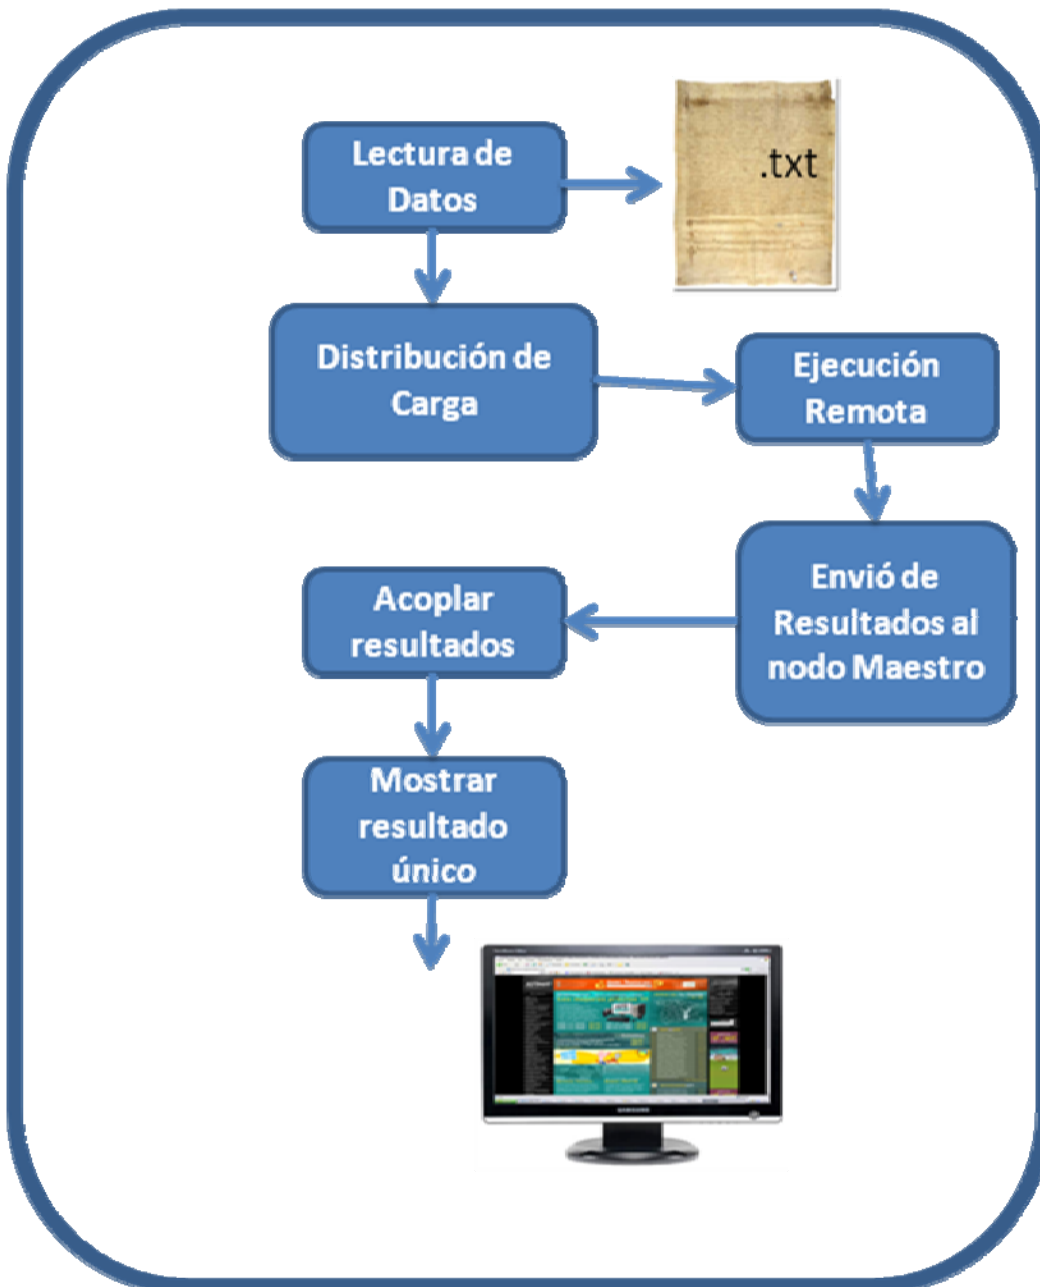 Lectura de
Datos
.txt
Distribución de
Carga
Ejecución
Remota
Envió de
Resultados al
nodo Maestro
Acoplar
resultados
Mostrar
resultado
único
SAMSUNG